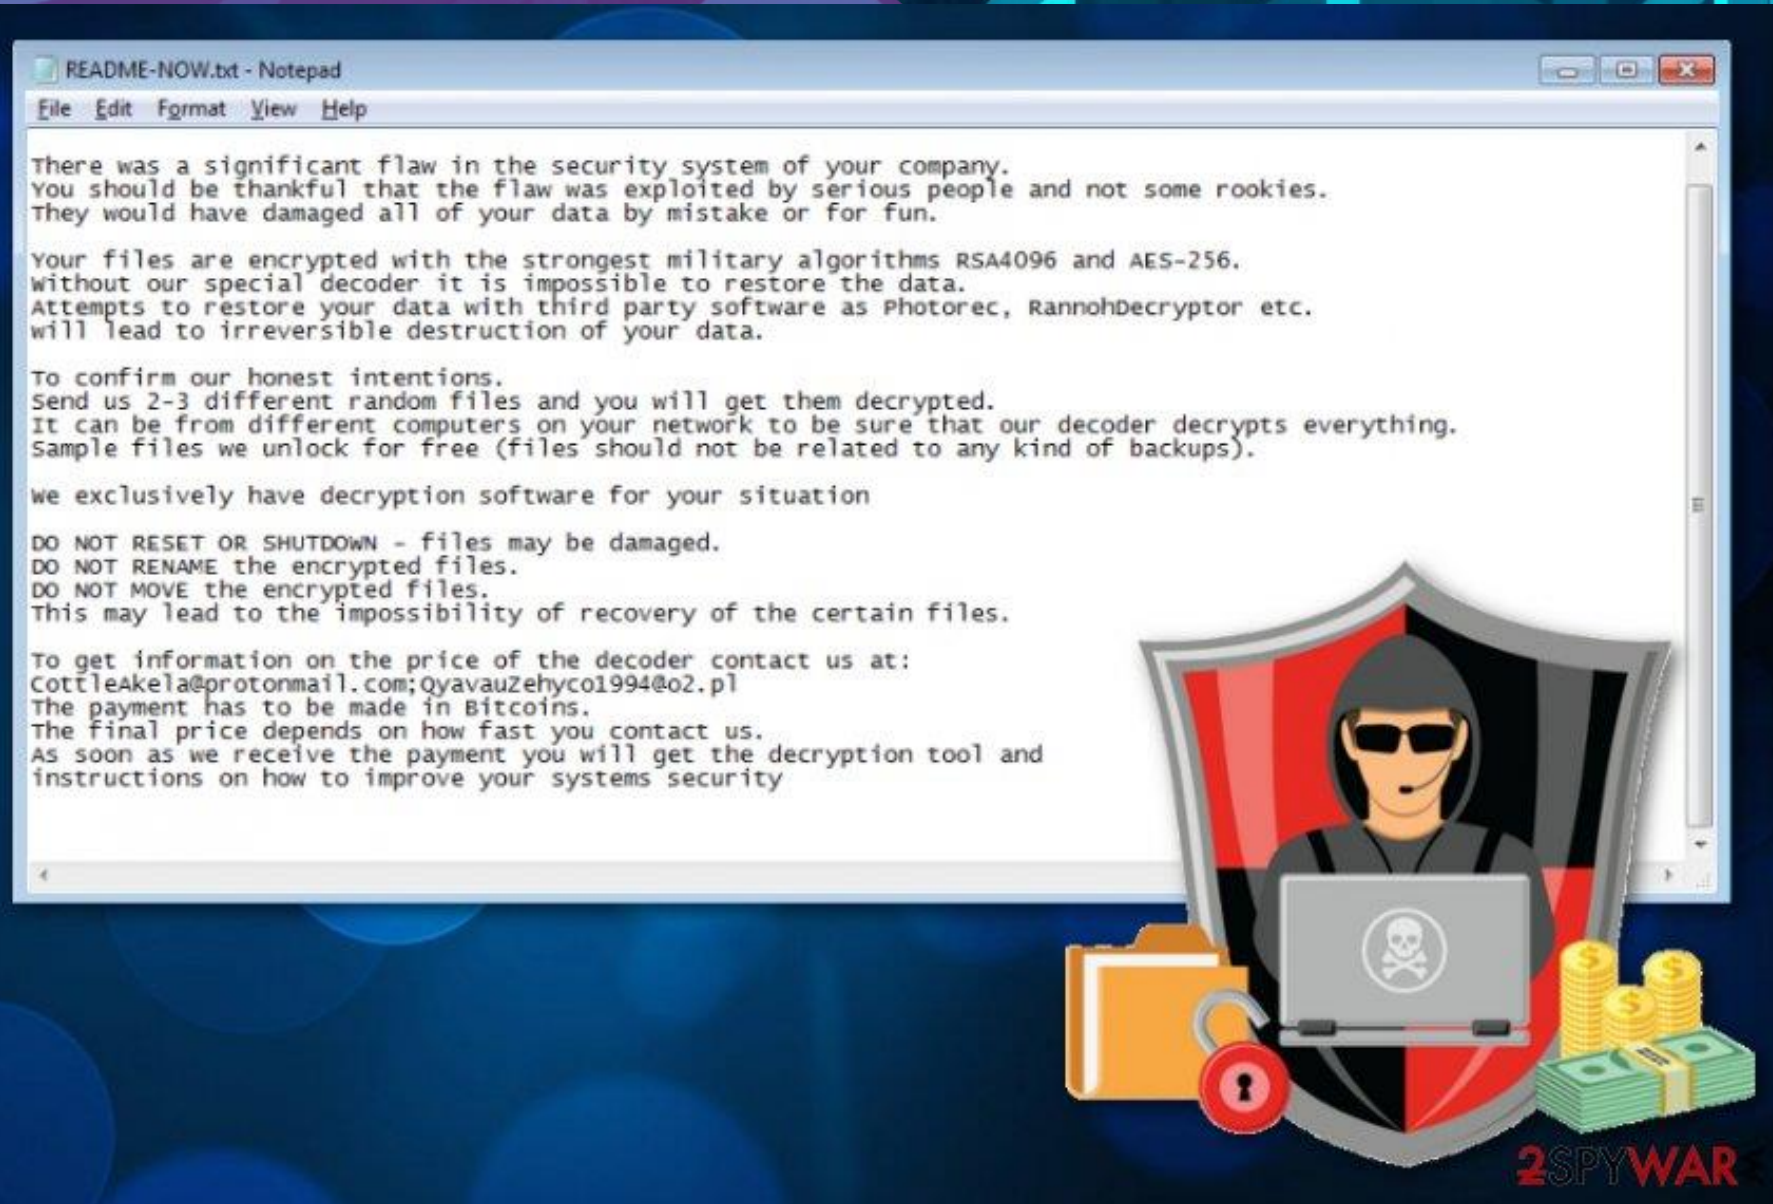 README-NOW.txt - Notepad
File Edit Format View Help
There was a significant flaw in the security system of your company.
You should be thankful that the flaw was exploited by serious people and not some rookies.
They would have damaged all of your data by mistake or for fun.
Your files are encrypted with the strongest military algorithms RSA4096 and AES-256.
Without our special decoder it is impossible to restore the data.
Attempts to restore your data with third party software as Photorec, RannohDecryptor etc.
will lead to irreversible destruction of your data.
To confirm our honest intentions.
Send us 2-3 different random files and you will get them decrypted.
It can be from different computers on your network to be sure that our decoder decrypts everything.
Sample files we unlock for free (files should not be related to any kind of backups).
We exclusively have decryption software for your situation
DO NOT RESET OR SHUTDOWN - files may be damaged.
DO NOT RENAME the encrypted files.
DO NOT MOVE the encrypted files.
This may lead to the impossibility of recovery of the certain files.
To get information on the price of the decoder contact us at:
CottleAkela@protonmail.com;QyavauZehyco1994@o2.pl
The payment has to be made in Bitcoins.
The final price depends on how fast you contact us.
As soon as we receive the payment you will get the decryption tool and
instructions on how to improve your systems security
2SPYWAR